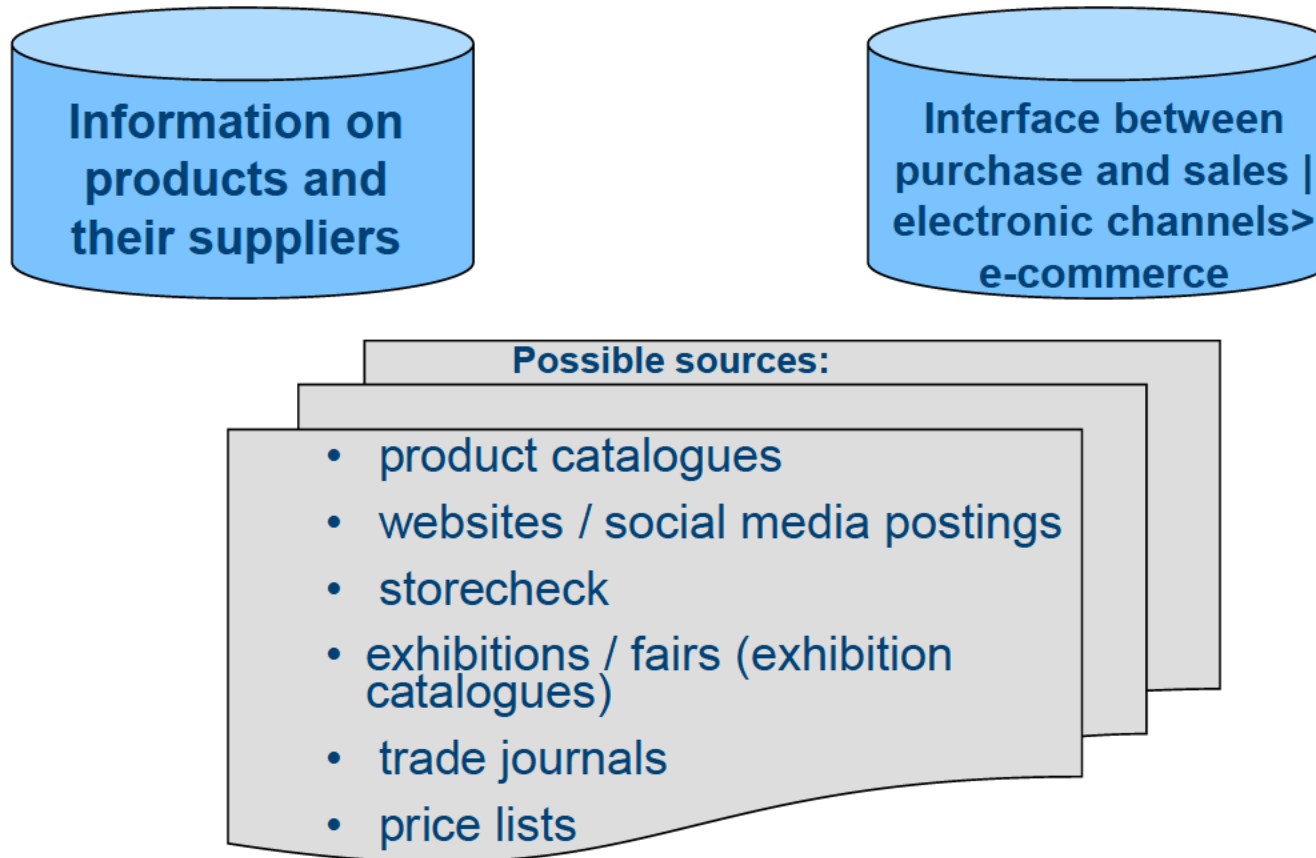 Information on
products and
their suppliers
Interface between
purchase and sales |
electronic channels>
e-commerce
Possible sources:
• product catalogues
• websites / social media postings
• storecheck
• exhibitions / fairs (exhibition
catalogues)
• trade journals
• price lists